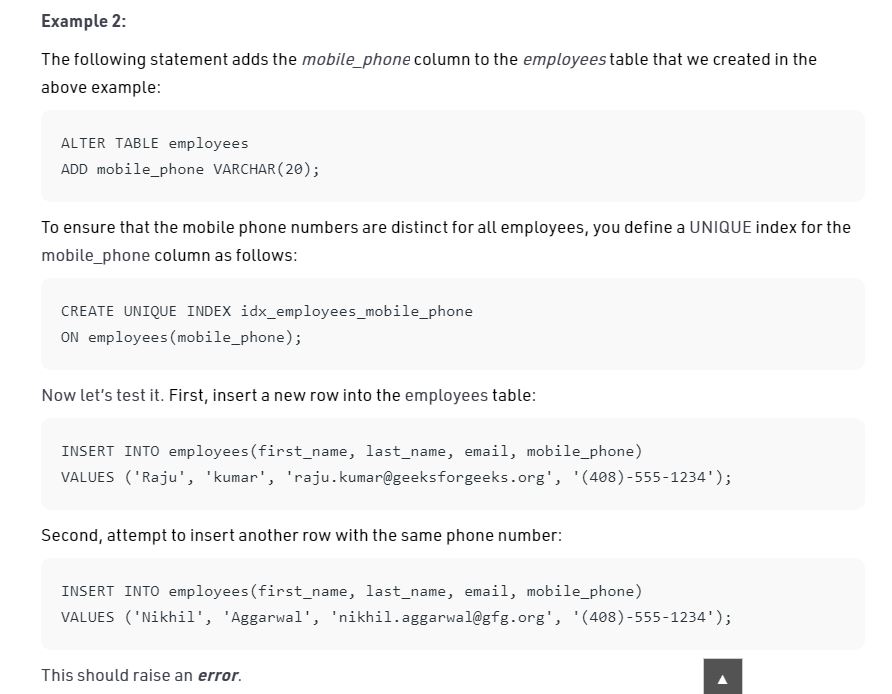 Example 2:
The following statement adds the mobile_phone column to the employees table that we created in the
above example:
ALTER TABLE employees
ADD mobile_phone VARCHAR(20);
To ensure that the mobile phone numbers are distinct for all employees, you define a UNIQUE index for the
mobile_phone column as follows:
CREATE UNIQUE INDEX idx_employees_mobile_phone
ON employees(mobile_phone);
Now let's test it. First, insert a new row into the employees table:
INSERT INTO employees(first_name, last_name, email, mobile_phone)
VALUES ('Raju', 'kumar', 'raju.kumar@geeksforgeeks.org', '(408)-555-1234');
Second, attempt to insert another row with the same phone number:
INSERT INTO employees(first_name, last_name, email, mobile_phone)
VALUES ('Nikhil', 'Aggarwal', 'nikhil.aggarwal@gfg.org', '(408)-555-1234');
This should raise an error.